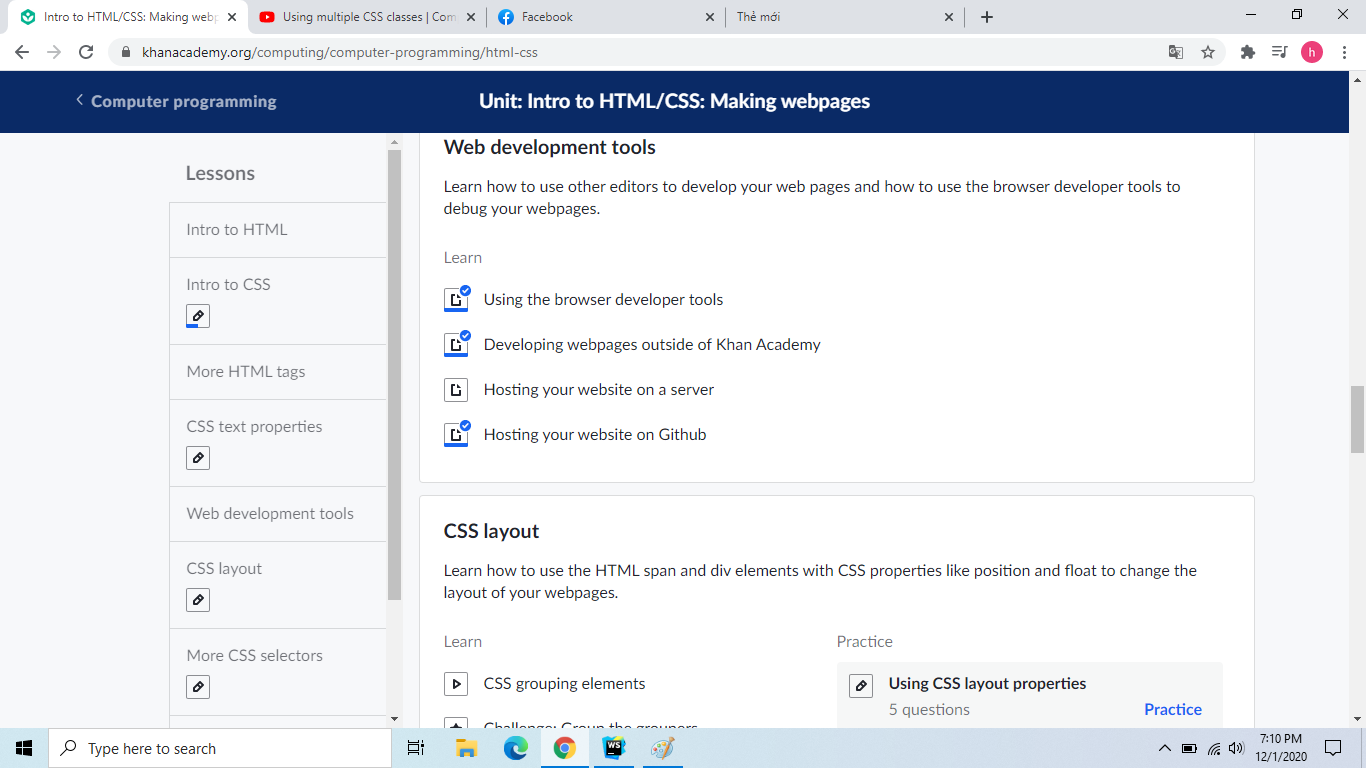 Intro to HTML/CSS: Making webp
Using multiple CSS classes | Com
Facebook
Thẻ mới
khanacademy.org/computing/computer-programming/html-css
h
Computer programming
Unit: Intro to HTML/CSS: Making webpages
Lessons
Intro to HTML
Intro to CSS
More HTML tags
CSS text properties
Web development tools
CSS layout
More CSS selectors
Web development tools
Learn how to use other editors to develop your web pages and how to use the browser developer tools to
debug your webpages.
Learn
Using the browser developer tools
Developing webpages outside of Khan Academy
Hosting your website on a server
Hosting your website on Github
CSS layout
Learn how to use the HTML span and div elements with CSS properties like position and float to change the
layout of your webpages.
Learn
CSS grouping elements
Challenge: Group the groupers
Practice
Using CSS layout properties
5 questions
Practice
Type here to search
WS
7:10 PM
12/1/2020